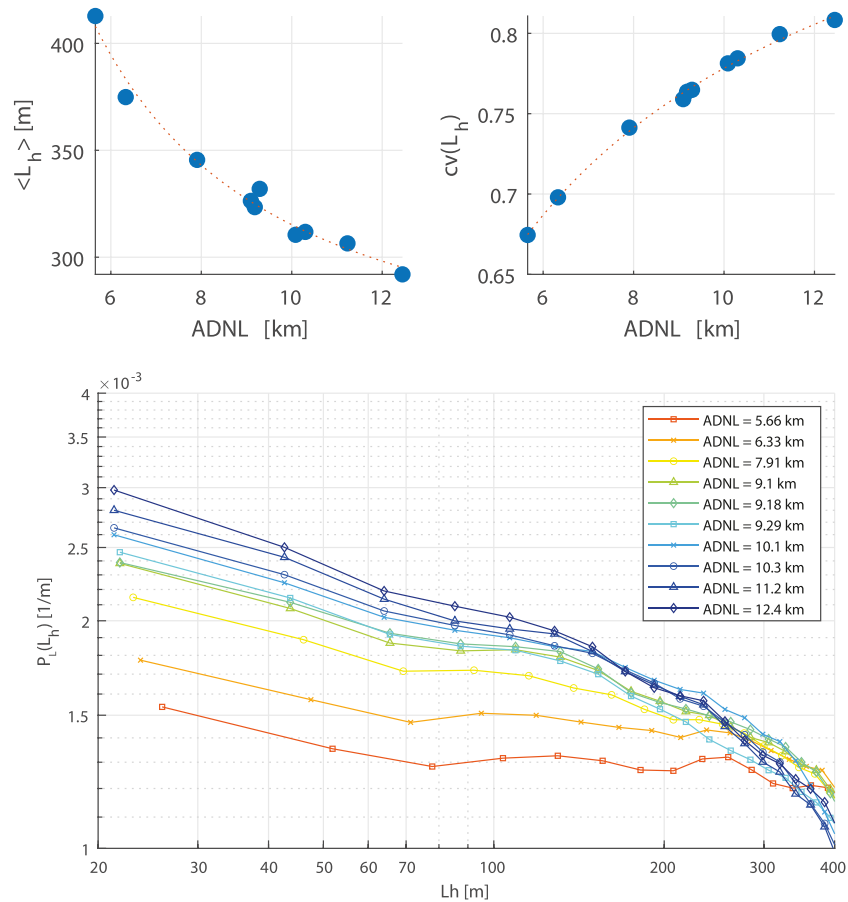 400
350
300
<L_h> [m]
6 8 10 12
ADNL [km]
0.8
0.75
0.7
0.65
cv(L_h)
6 8 10 12
ADNL [km]
×10^-3
4
3.5
3
2.5
2
1.5
1
P_L(L_h) [1/m]
ADNL = 5.66 km
ADNL = 6.33 km
ADNL = 7.91 km
ADNL = 9.1 km
ADNL = 9.18 km
ADNL = 9.29 km
ADNL = 10.1 km
ADNL = 10.3 km
ADNL = 11.2 km
ADNL = 12.4 km
20 30 40 50 60 70 100 200 300 400
Lh [m]